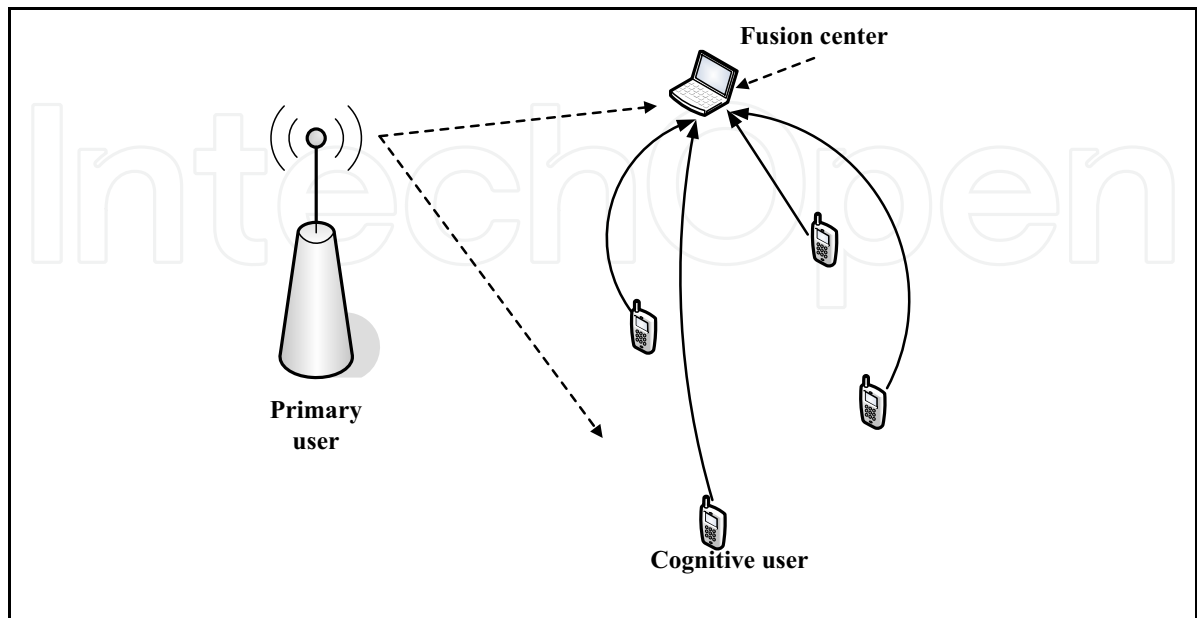 Fusion center
IntechOpen
Primary
user
Cognitive user